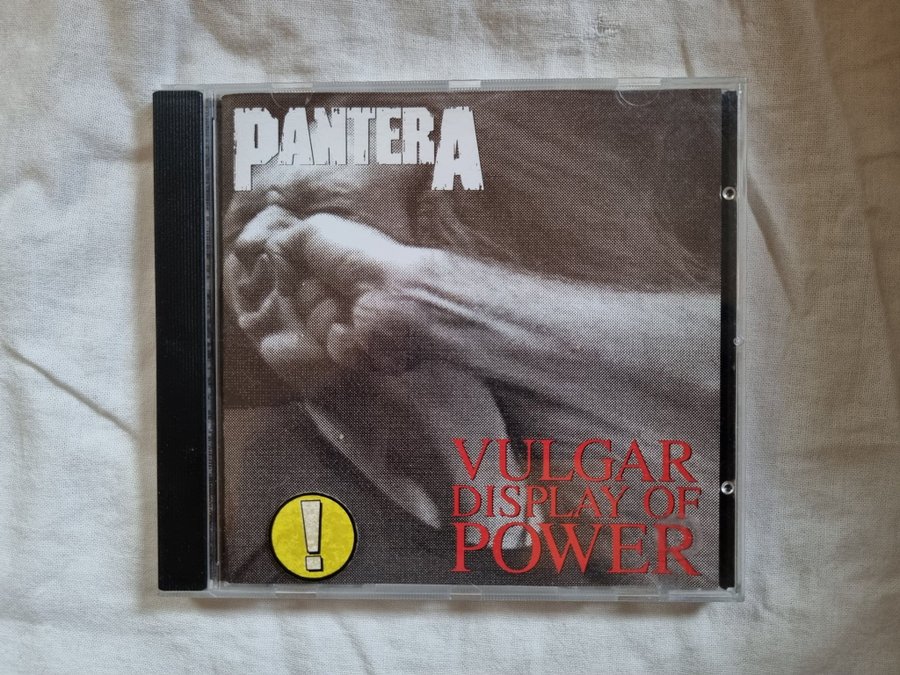 PANTERA
VULGAR
DISPLAY OF
POWER
!